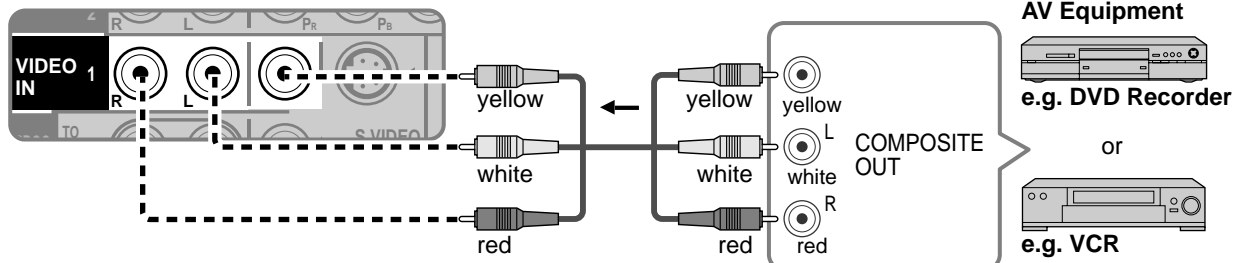 AV Equipment
2 R L PR PB
VIDEO IN 1
R L
TO
S VIDEO
yellow
yellow
yellow
e.g. DVD Recorder
white
white
white
L
COMPOSITE
OUT
or
red
red
red
R
e.g. VCR